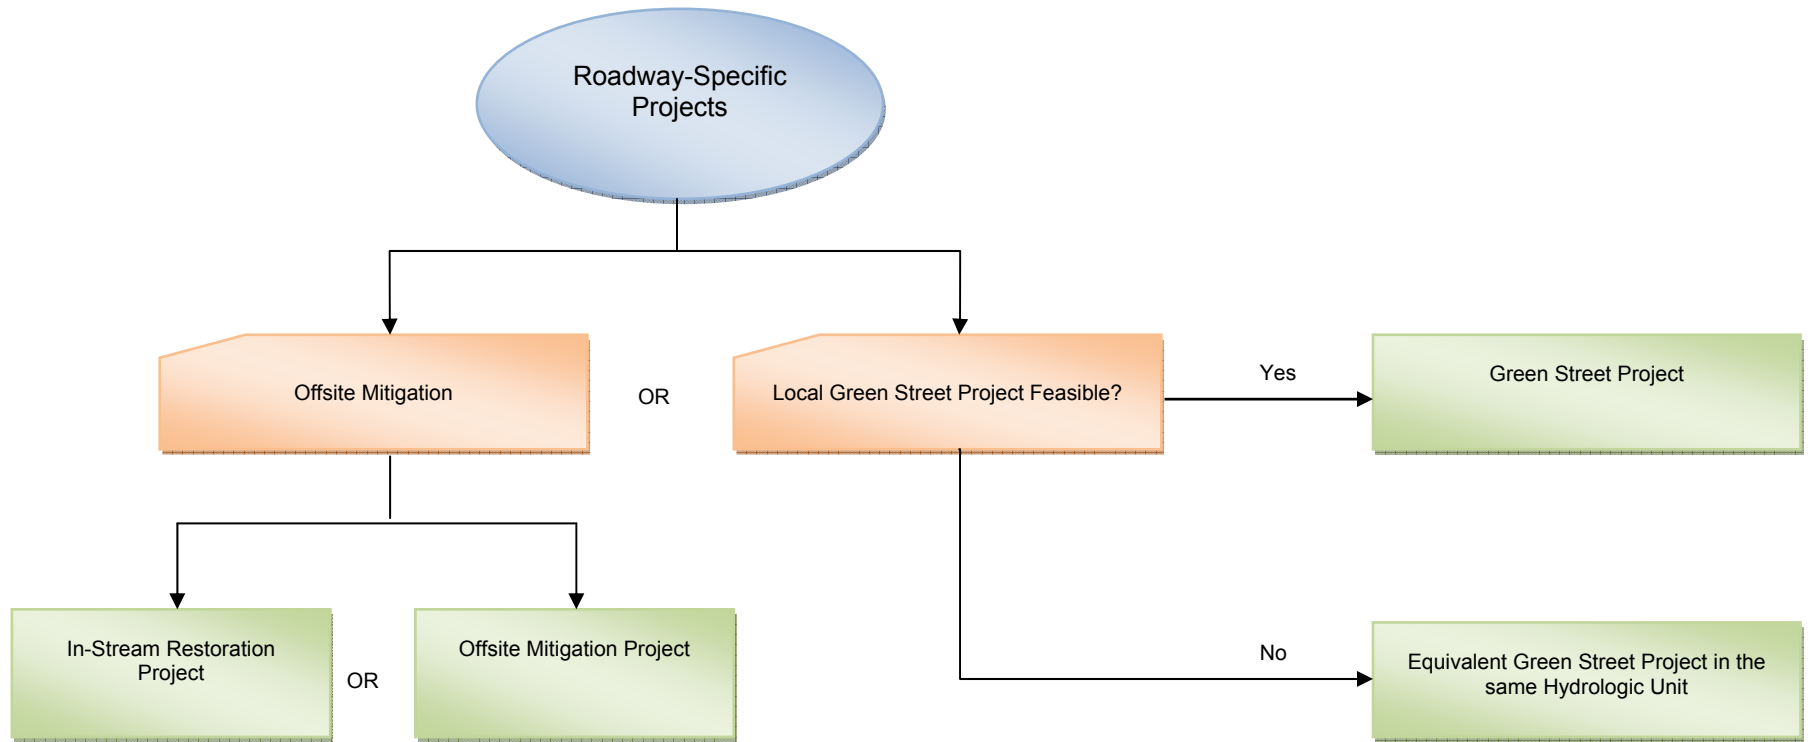 Roadway-Specific
Projects
Offsite Mitigation
OR
Local Green Street Project Feasible?
Yes
Green Street Project
In-Stream Restoration
Project
OR
Offsite Mitigation Project
No
Equivalent Green Street Project in the
same Hydrologic Unit